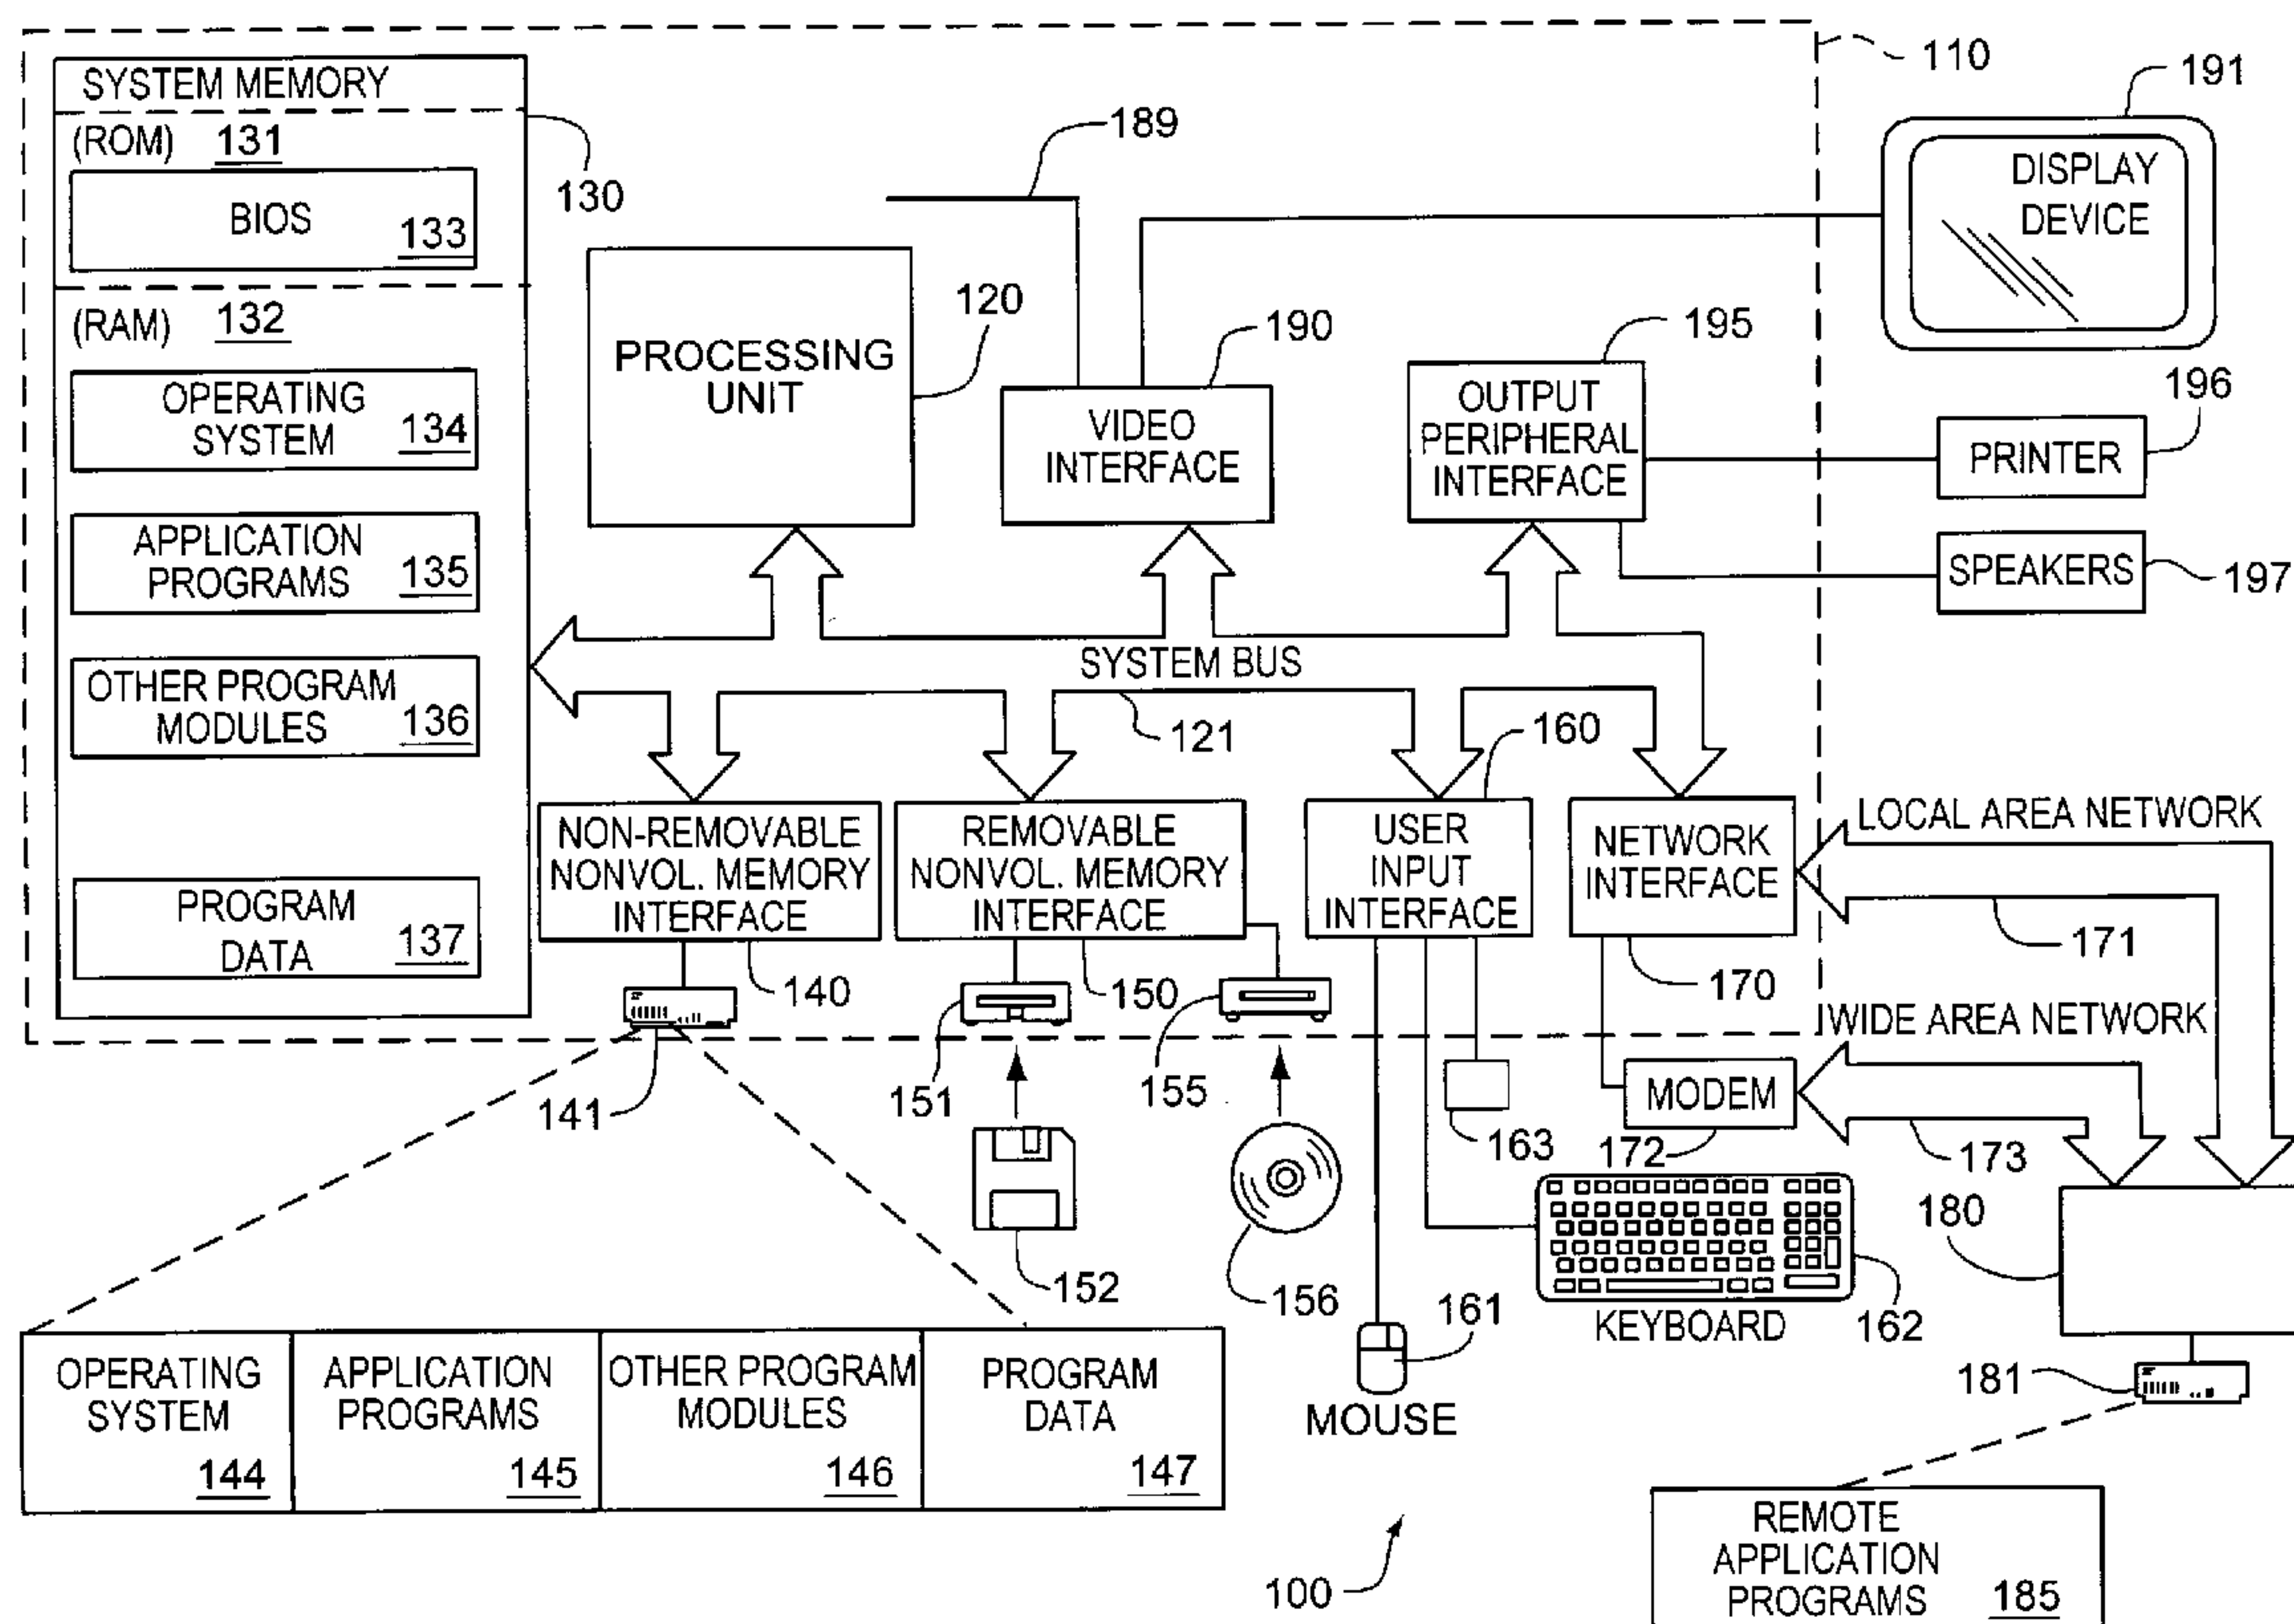 110
191
SYSTEM MEMORY
(ROM) 131
189
130
BIOS
133
DISPLAY
DEVICE
(RAM) 132
120
190
195
PROCESSING
UNIT
196
OPERATING
SYSTEM 134
VIDEO
INTERFACE
OUTPUT
PERIPHERAL
INTERFACE
PRINTER
APPLICATION
PROGRAMS 135
SPEAKERS
197
SYSTEM BUS
OTHER PROGRAM
MODULES 136
121
160
NON-REMOVABLE
NONVOL. MEMORY
INTERFACE
REMOVABLE
NONVOL. MEMORY
INTERFACE
USER
INPUT
INTERFACE
NETWORK
INTERFACE
LOCAL AREA NETWORK
PROGRAM
DATA 137
171
140
150
170
WIDE AREA NETWORK
141
151
155
163
MODEM
172
173
180
152
156
161
KEYBOARD
162
OPERATING
SYSTEM
144
APPLICATION
PROGRAMS
145
OTHER PROGRAM
MODULES
146
PROGRAM
DATA
147
MOUSE
181
100
REMOTE
APPLICATION
PROGRAMS 185